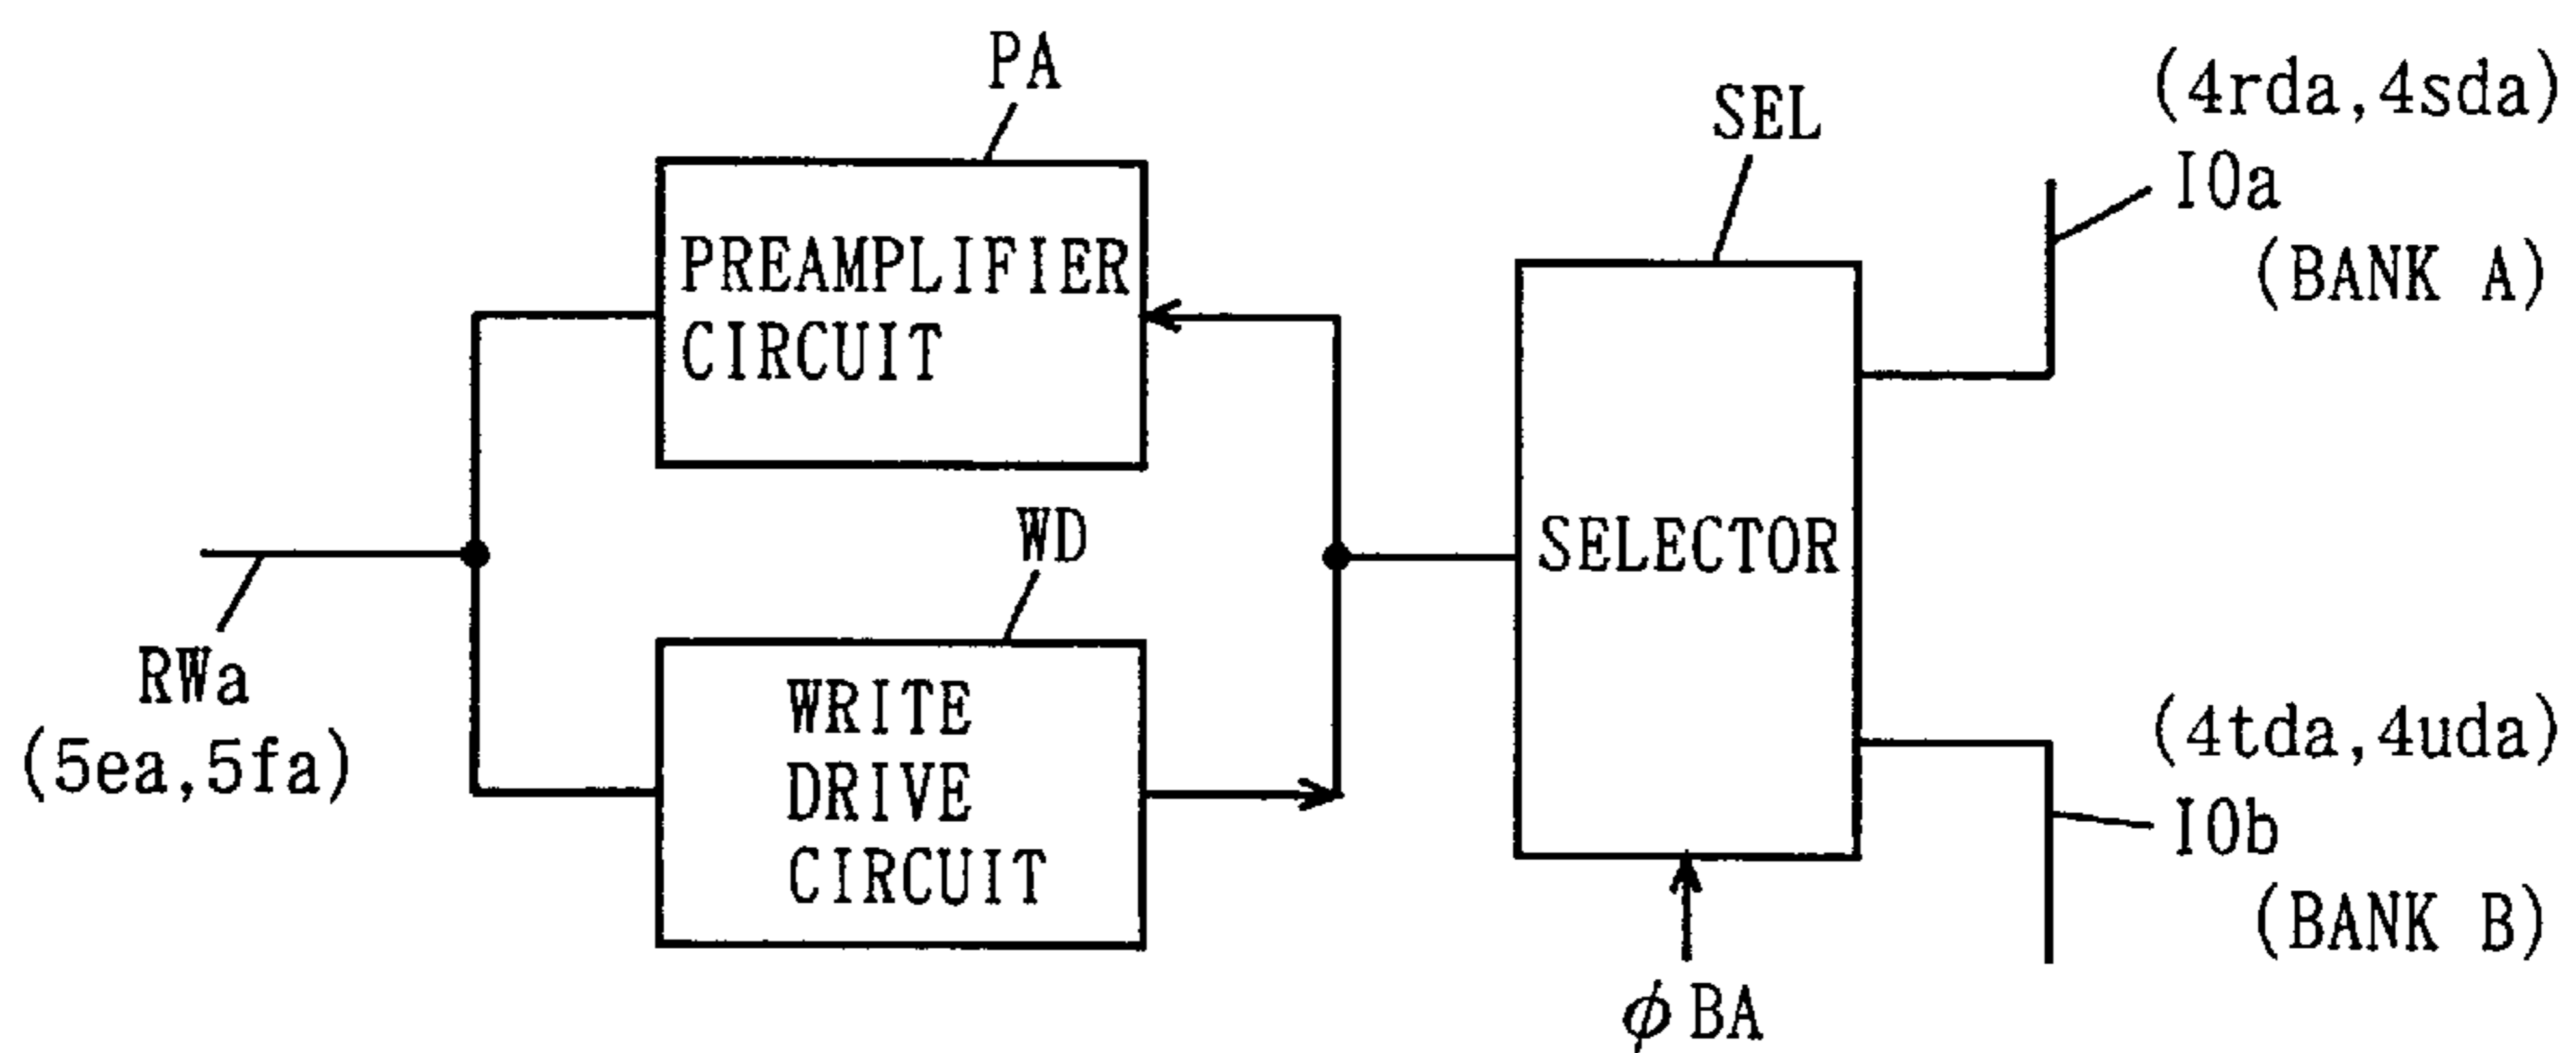 PA
PREAMPLIFIER
CIRCUIT
SEL
(4rda,4sda)
IOa
(BANK A)
SELECTOR
WD
WRITE
DRIVE
CIRCUIT
RWa
(5ea,5fa)
(4tda,4uda)
IOb
(BANK B)
ϕ BA